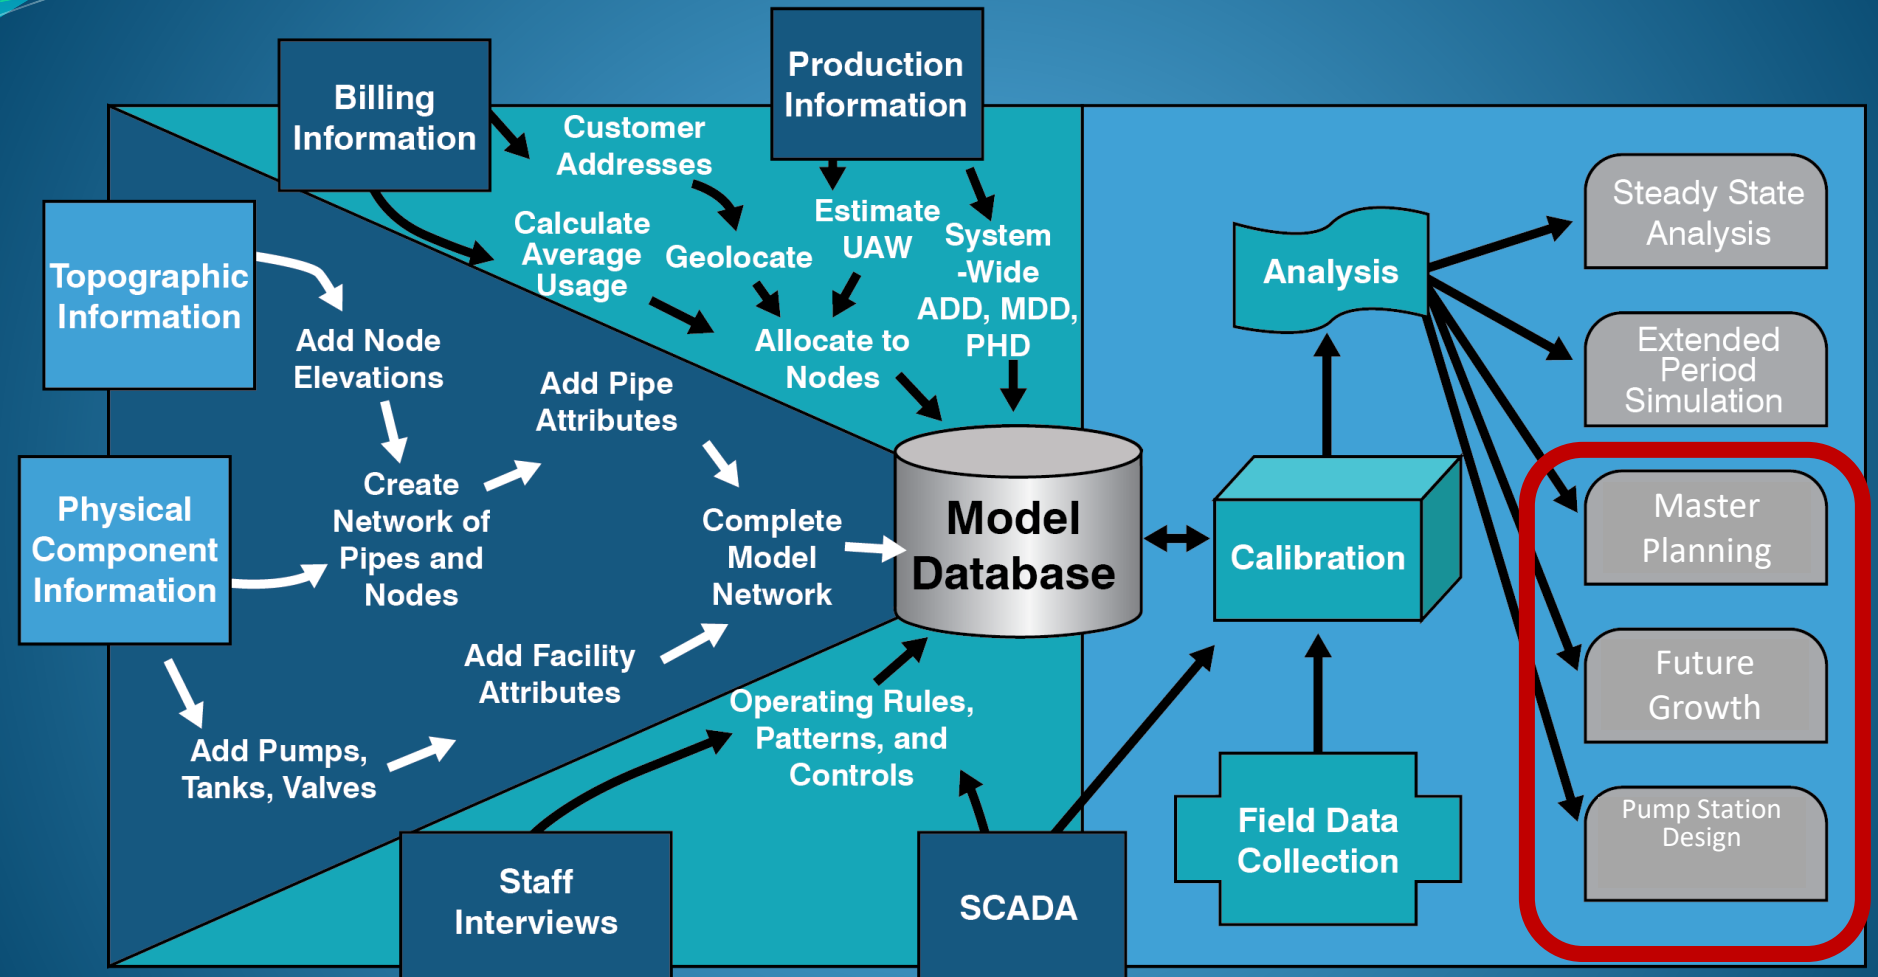 Production
Information
Billing
Information
Customer
Addresses
Steady State
Analysis
Topographic
Information
Calculate
Average
Usage
Geolocate
Estimate
UAW
System
-Wide
ADD, MDD,
PHD
Analysis
Add Node
Elevations
Allocate to
Nodes
Extended
Period
Simulation
Add Pipe
Attributes
Physical
Component
Information
Create
Network of
Pipes and
Nodes
Complete
Model
Network
Model
Database
Calibration
Master
Planning
Add Facility
Attributes
Future
Growth
Add Pumps,
Tanks, Valves
Operating Rules,
Patterns, and
Controls
Pump Station
Design
Staff
Interviews
SCADA
Field Data
Collection